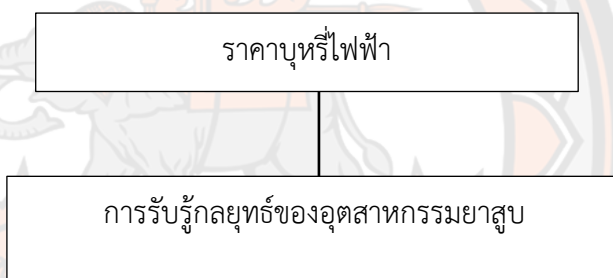 ราคาบุหรี่ไฟฟ้า
การรับรู้กลยุทธ์ของอุตสาหกรรมยาสูบ